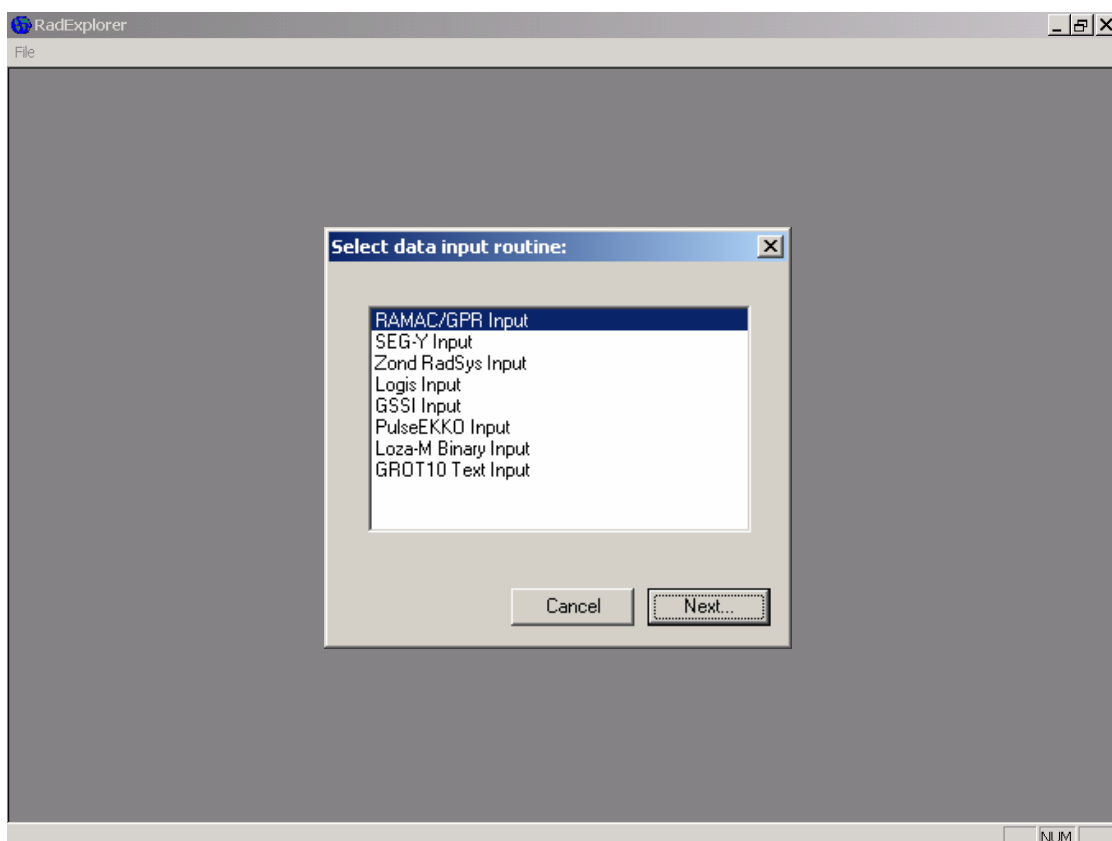 RadExplorer
File
Select data input routine:
RAMAC/GPR Input
SEG-Y Input
Zond RadSys Input
Logis Input
GSSI Input
PulseEKKO Input
Loza-M Binary Input
GROT10 Text Input
Cancel Next...
NUM